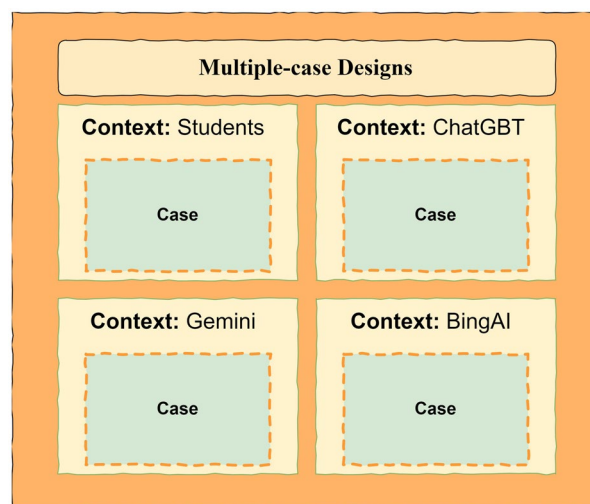 Multiple-case Designs
Context: Students
Case
Context: ChatGBT
Case
Context: Gemini
Case
Context: BingAI
Case